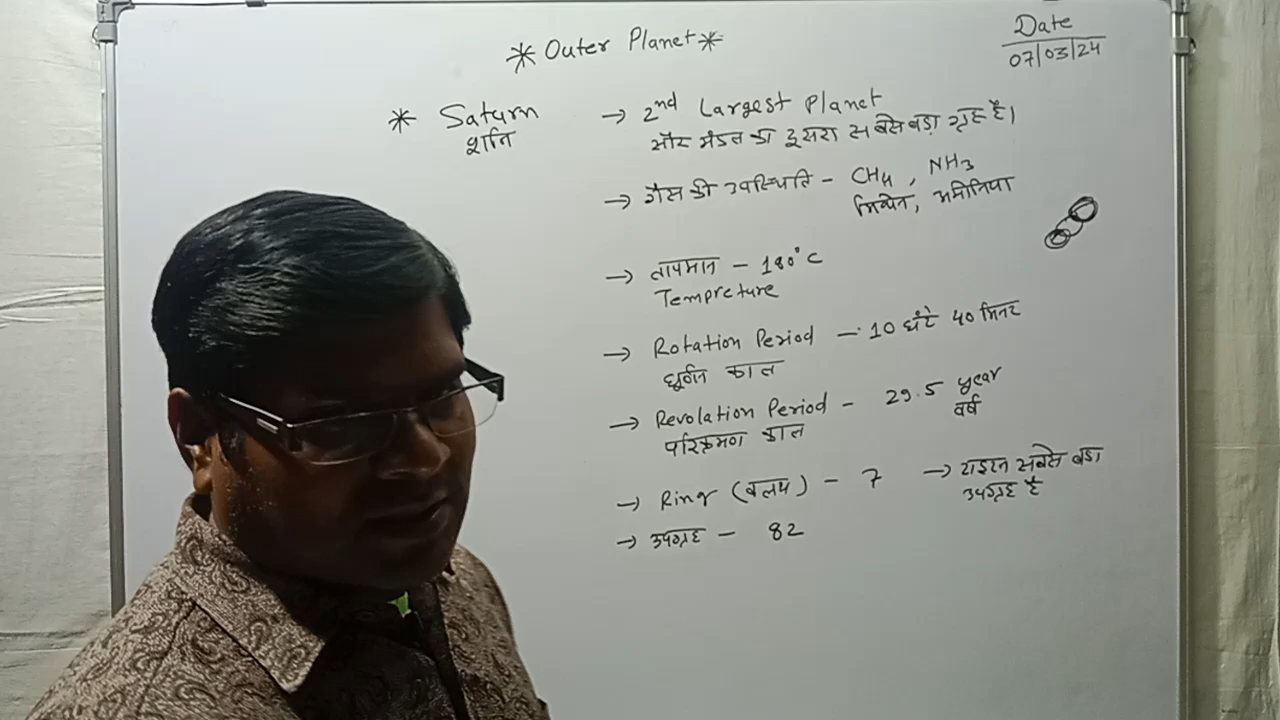 * Outer Planet *
Date
07/03/24
* Saturn
शनि
→ 2nd Largest Planet
सौर मंडल का दूसरा सबसे बड़ा ग्रह है।
→ गैस की उपस्थिति - CH4, NH3
मिथेन, अमोनिया
→ तापमान - 180°C
Tempreture
→ Rotation Period - 10 घंटे 40 मिनट
घूर्णन काल
→ Revolation Period - 29.5 year
परिक्रमण काल वर्ष
→ Ring (वलय) - 7 → टाइटन सबसे बड़ा
उपग्रह है
→ उपग्रह - 82